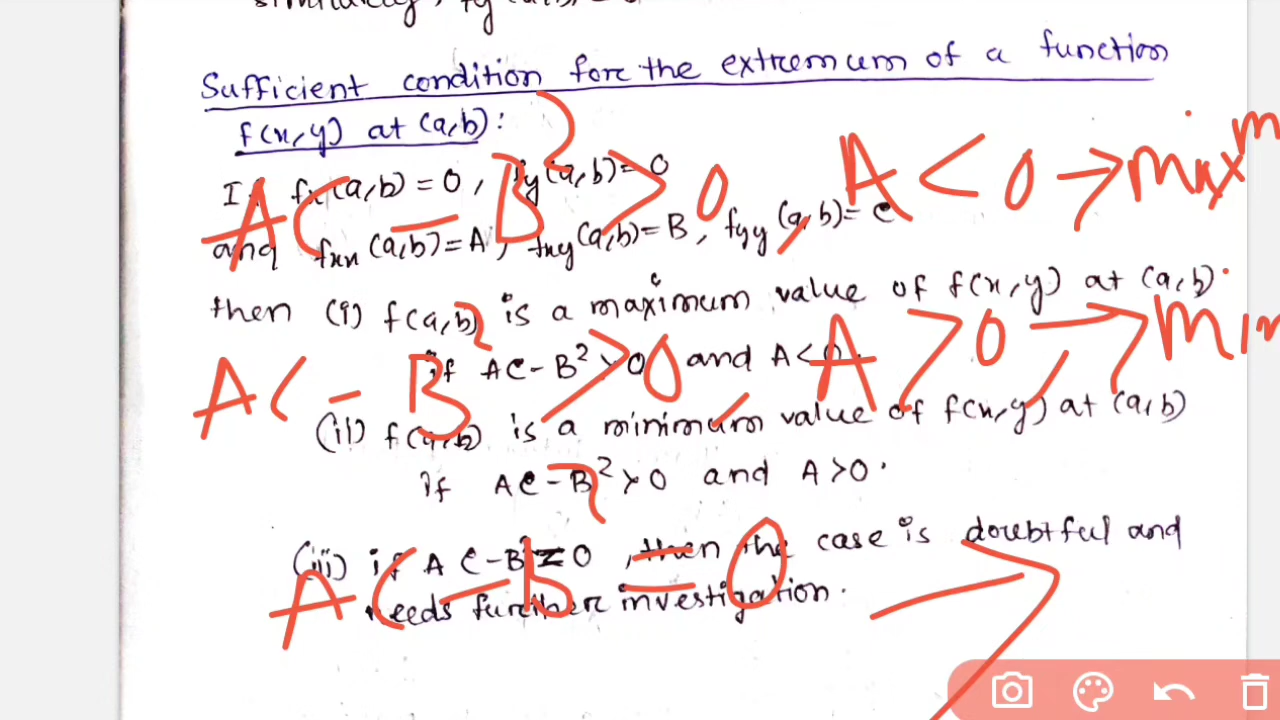 Sufficient condition fore the extremum of a function
f(x,y) at (a,b):
If fx(a,b) = 0, fy(a,b) = 0
and fxx (a,b) = A, fxy (a,b) = B, fyy (a,b) = C
then (i) f(a,b) is a maximum value of f(x,y) at (a,b).
if AC - B² > 0 and A < 0.
(ii) f(a,b) is a minimum value of f(x,y) at (a,b)
if AC - B² > 0 and A > 0.
(iii) if AC - B² = 0, then the case is doubtful and
needs further investigation.
AC - B² > 0 A < 0 → maxm
AC - B² > 0 A > 0 → Min
AC - B² = 0 →